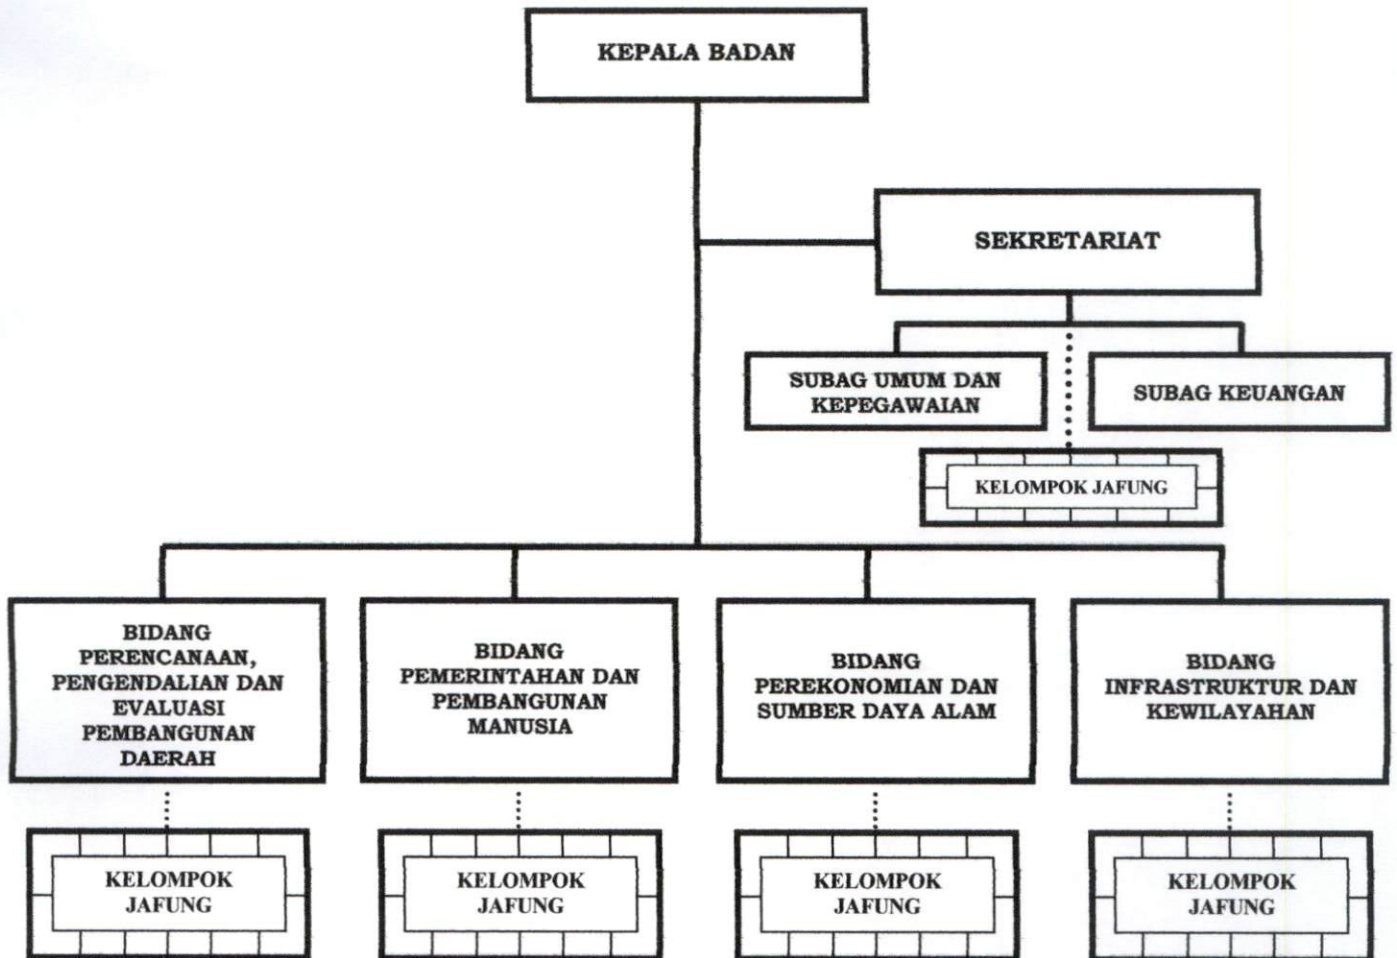 KEPALA BADAN
SEKRETARIAT
SUBAG UMUM DAN
KEPEGAWAIAN
SUBAG KEUANGAN
KELOMPOK JAFUNG
BIDANG
PERENCANAAN,
PENGENDALIAN DAN
EVALUASI
PEMBANGUNAN
DAERAH
BIDANG
PEMERINTAHAN DAN
PEMBANGUNAN
MANUSIA
BIDANG
PEREKONOMIAN DAN
SUMBER DAYA ALAM
BIDANG
INFRASTRUKTUR DAN
KEWILAYAHAN
KELOMPOK
JAFUNG
KELOMPOK
JAFUNG
KELOMPOK
JAFUNG
KELOMPOK
JAFUNG